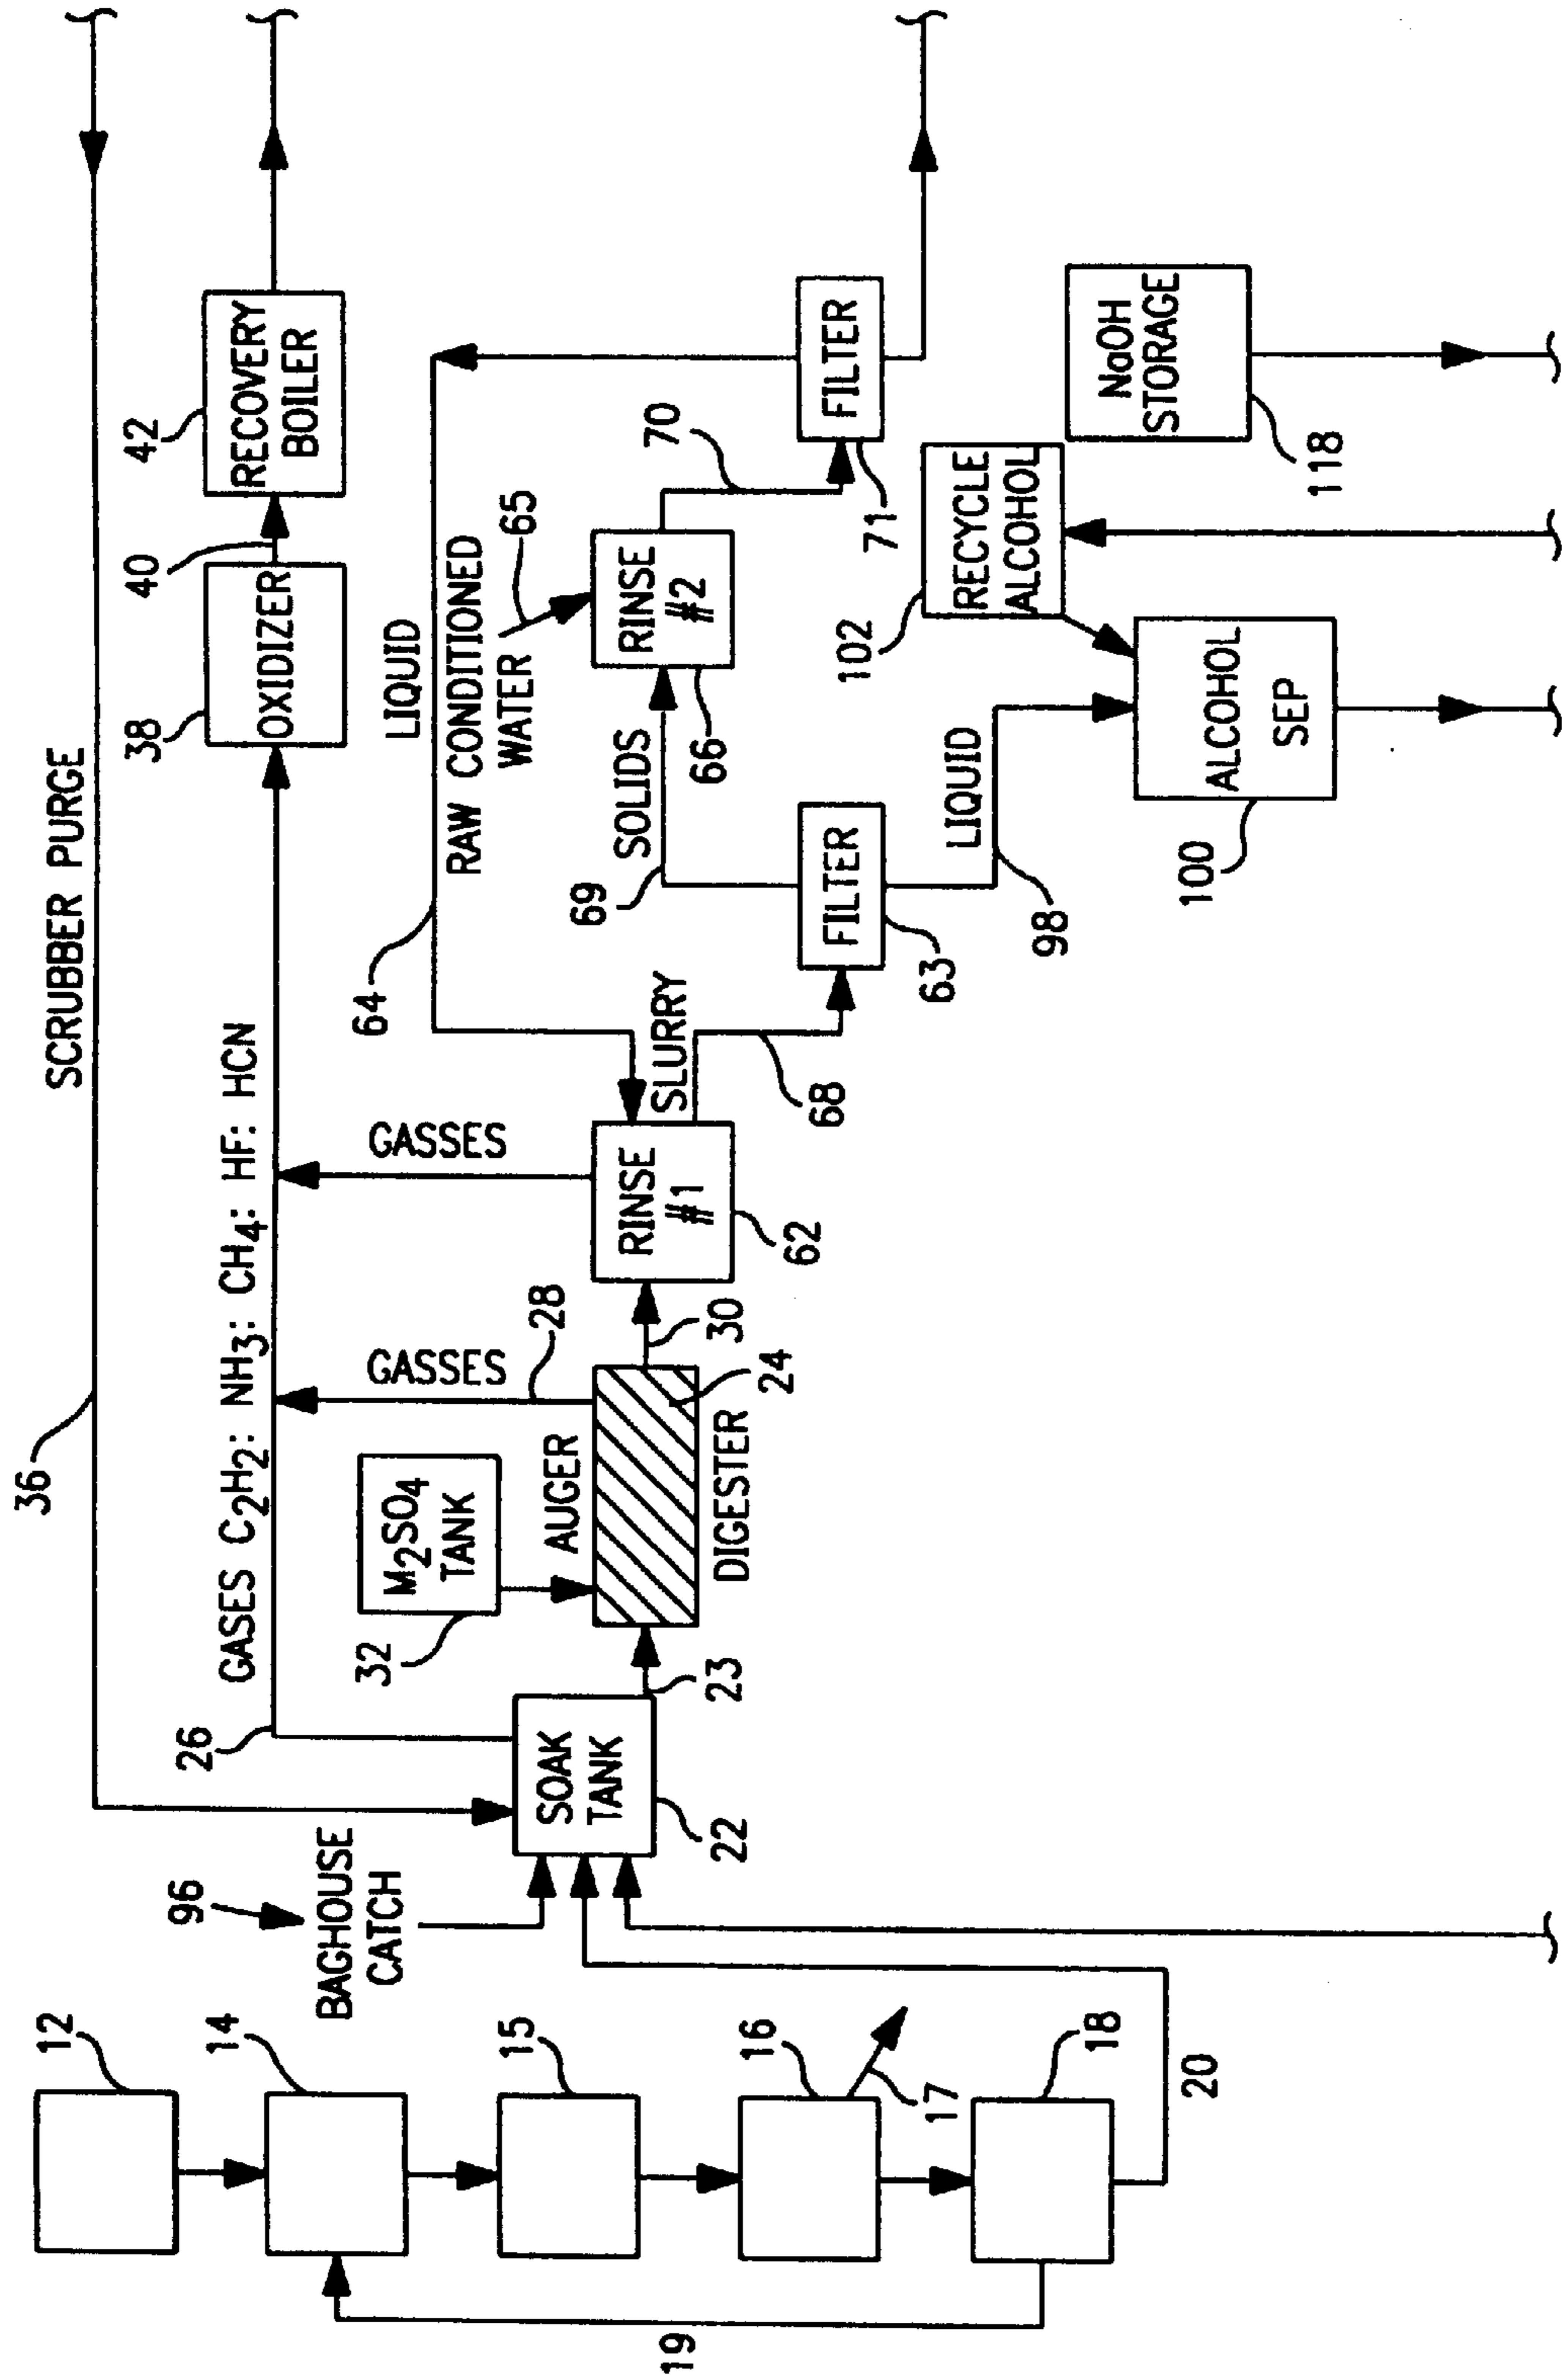 SCRUBBER PURGE
36
GASES C2H2: NH3: CH4: HF: HCN
26
38
OXIDIZER
40
42
RECOVERY
BOILER
12
14
15
16
17
18
19
20
96
BAGHOUSE
CATCH
SOAK
TANK
22
23
32
M2SO4
TANK
AUGER
DIGESTER
24
GASSES
28
30
GASSES
RINSE
#1
62
64
LIQUID
RAW CONDITIONED
WATER
65
SLURRY
68
FILTER
63
69
SOLIDS
RINSE
#2
66
70
FILTER
71
LIQUID
98
ALCOHOL
SEP
100
102
RECYCLE
ALCOHOL
NaOH
STORAGE
118